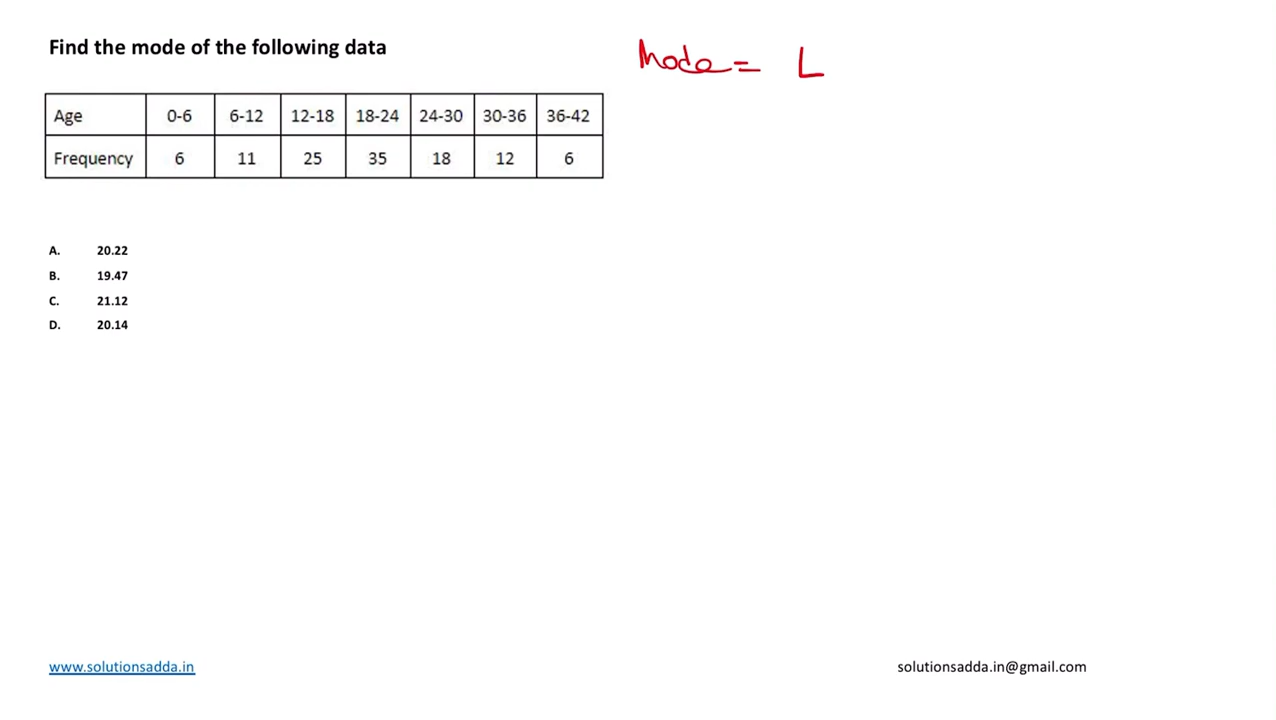 Find the mode of the following data
Mode = L
Age 0-6 6-12 12-18 18-24 24-30 30-36 36-42
Frequency 6 11 25 35 18 12 6
A. 20.22
B. 19.47
C. 21.12
D. 20.14
www.solutionsadda.in
solutionsadda.in@gmail.com